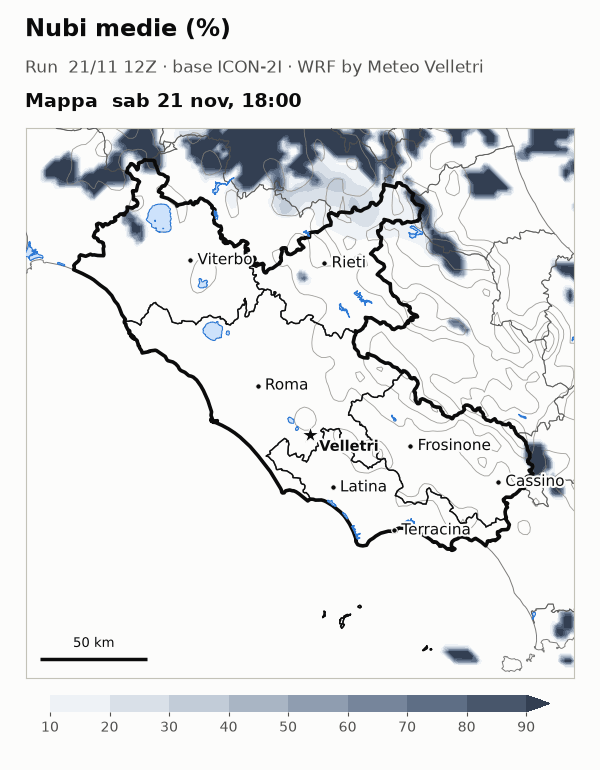 Nubi medie (%)
Run  21/11 12Z · base ICON-2I · WRF by Meteo Velletri
Mappa  sab 21 nov, 18:00
Viterbo
Rieti
Roma
Velletri
Frosinone
Latina
Cassino
Terracina
50 km
10 20 30 40 50 60 70 80 90